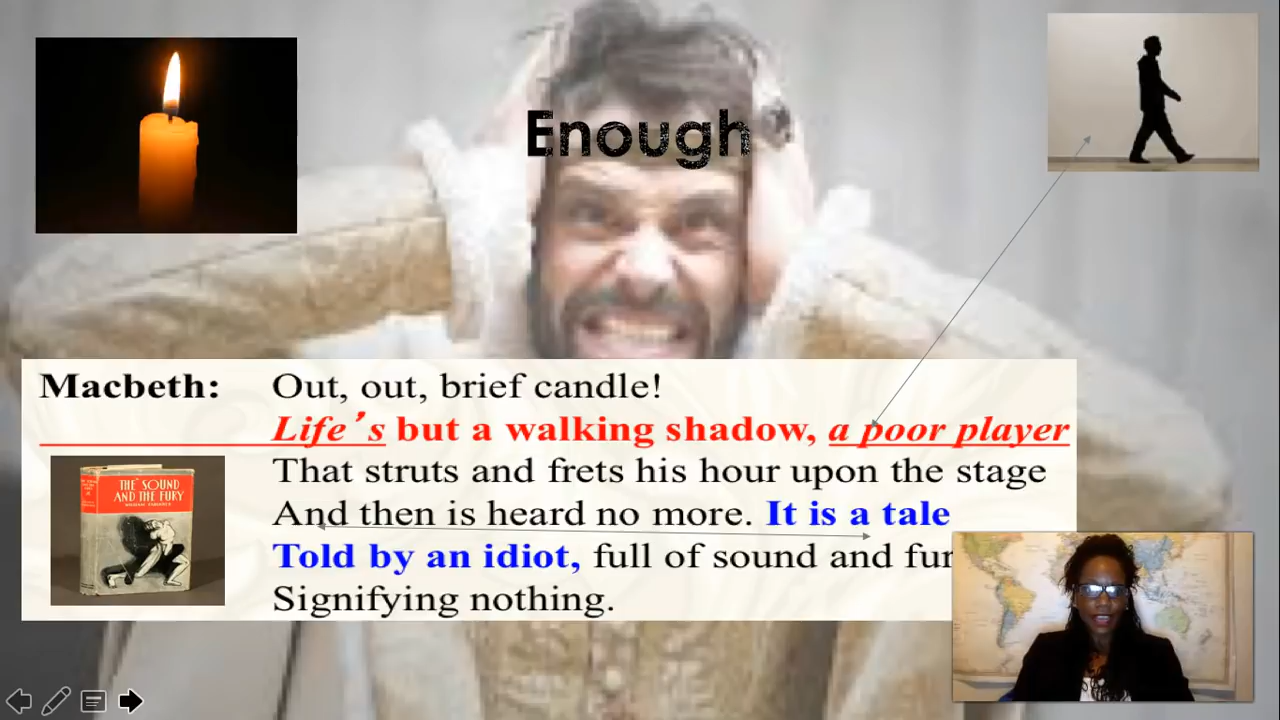 Enough
Macbeth: Out, out, brief candle!
Life's but a walking shadow, a poor player
That struts and frets his hour upon the stage
And then is heard no more. It is a tale
Told by an idiot, full of sound and fur
Signifying nothing.
THE SOUND
AND THE FURY